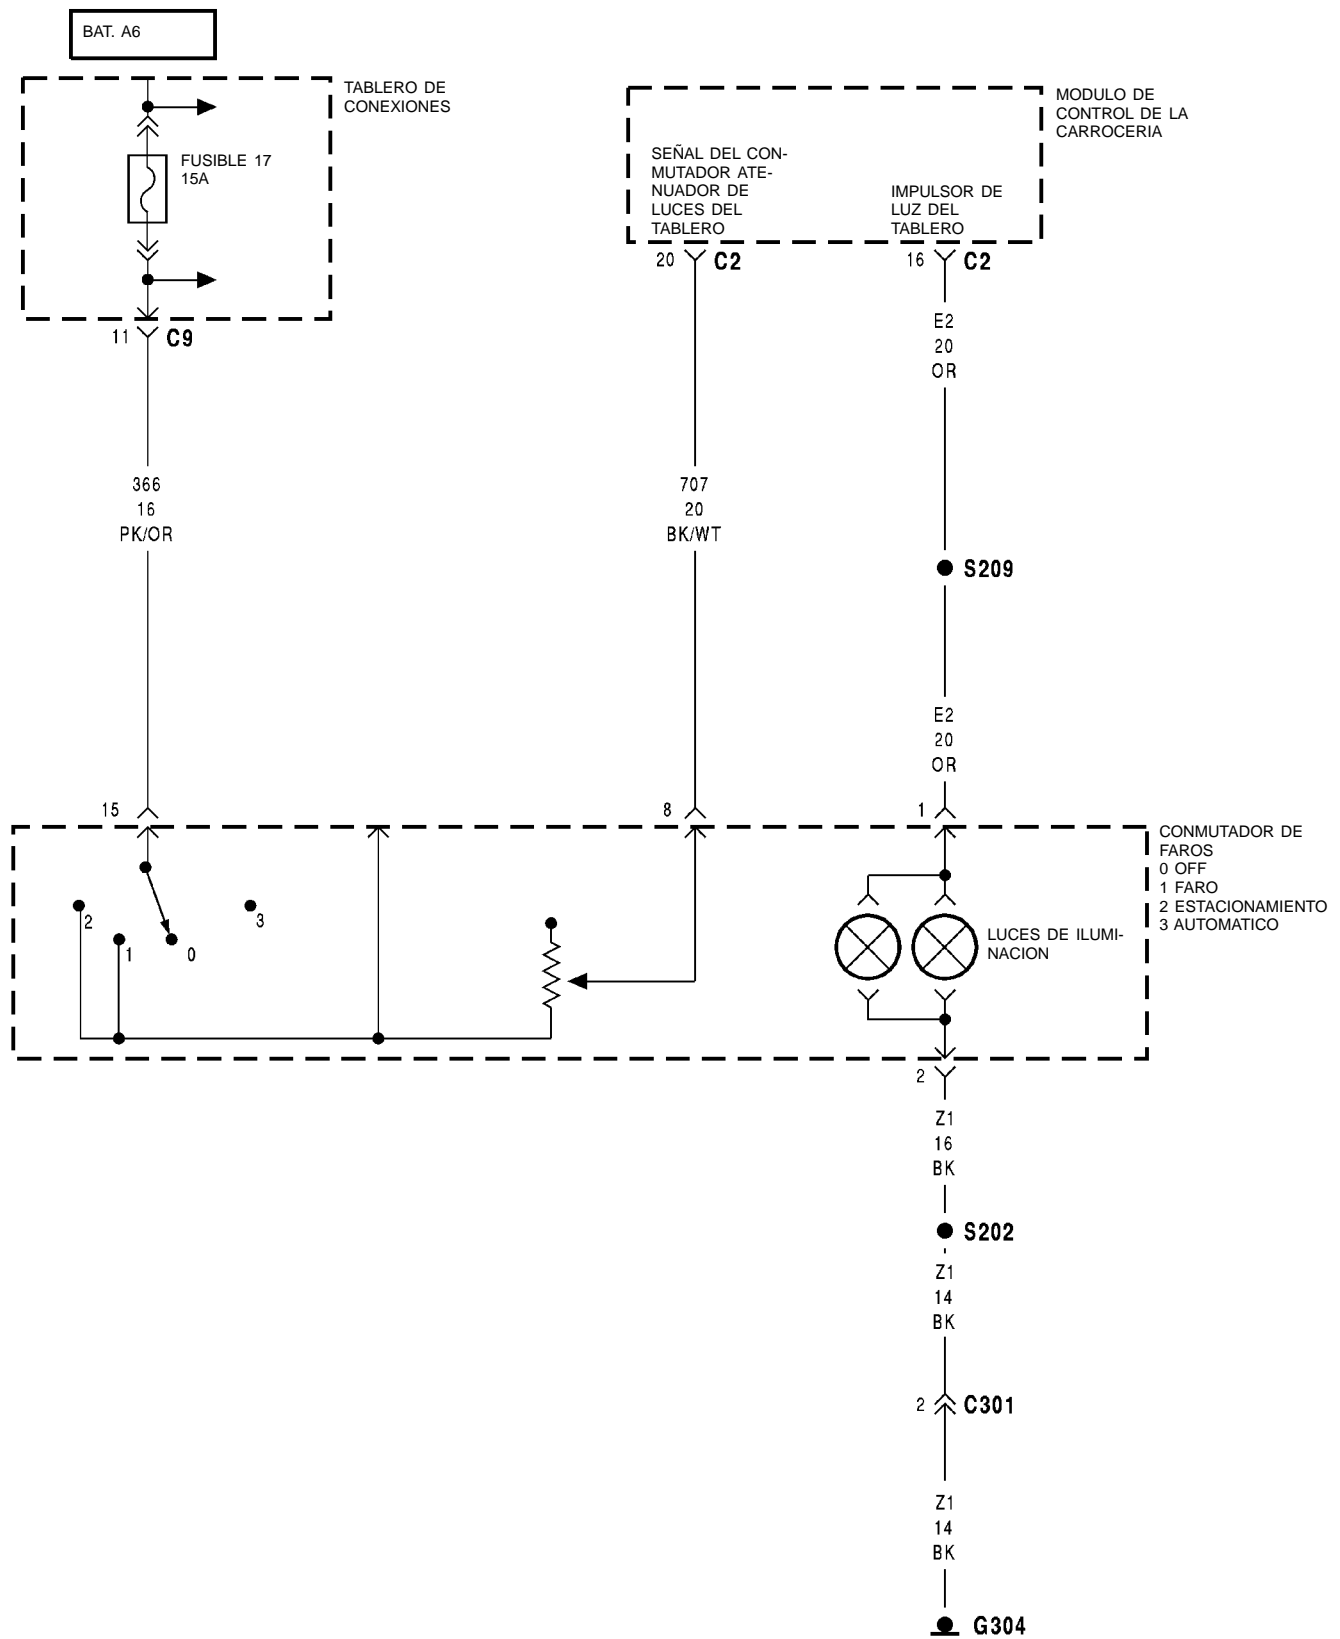 BAT. A6
TABLERO DE
CONEXIONES
FUSIBLE 17
15A
11 C9
366
16
PK/OR
MODULO DE
CONTROL DE LA
CARROCERIA
SEÑAL DEL CON-
MUTADOR ATE-
NUADOR DE
LUCES DEL
TABLERO
IMPULSOR DE
LUZ DEL
TABLERO
20 C2
16 C2
707
20
BK/WT
E2
20
OR
S209
E2
20
OR
15
8
1
CONMUTADOR DE
FAROS
0 OFF
1 FARO
2 ESTACIONAMIENTO
3 AUTOMATICO
2
1
0
3
LUCES DE ILUMI-
NACION
2
Z1
16
BK
S202
Z1
14
BK
2 C301
Z1
14
BK
G304